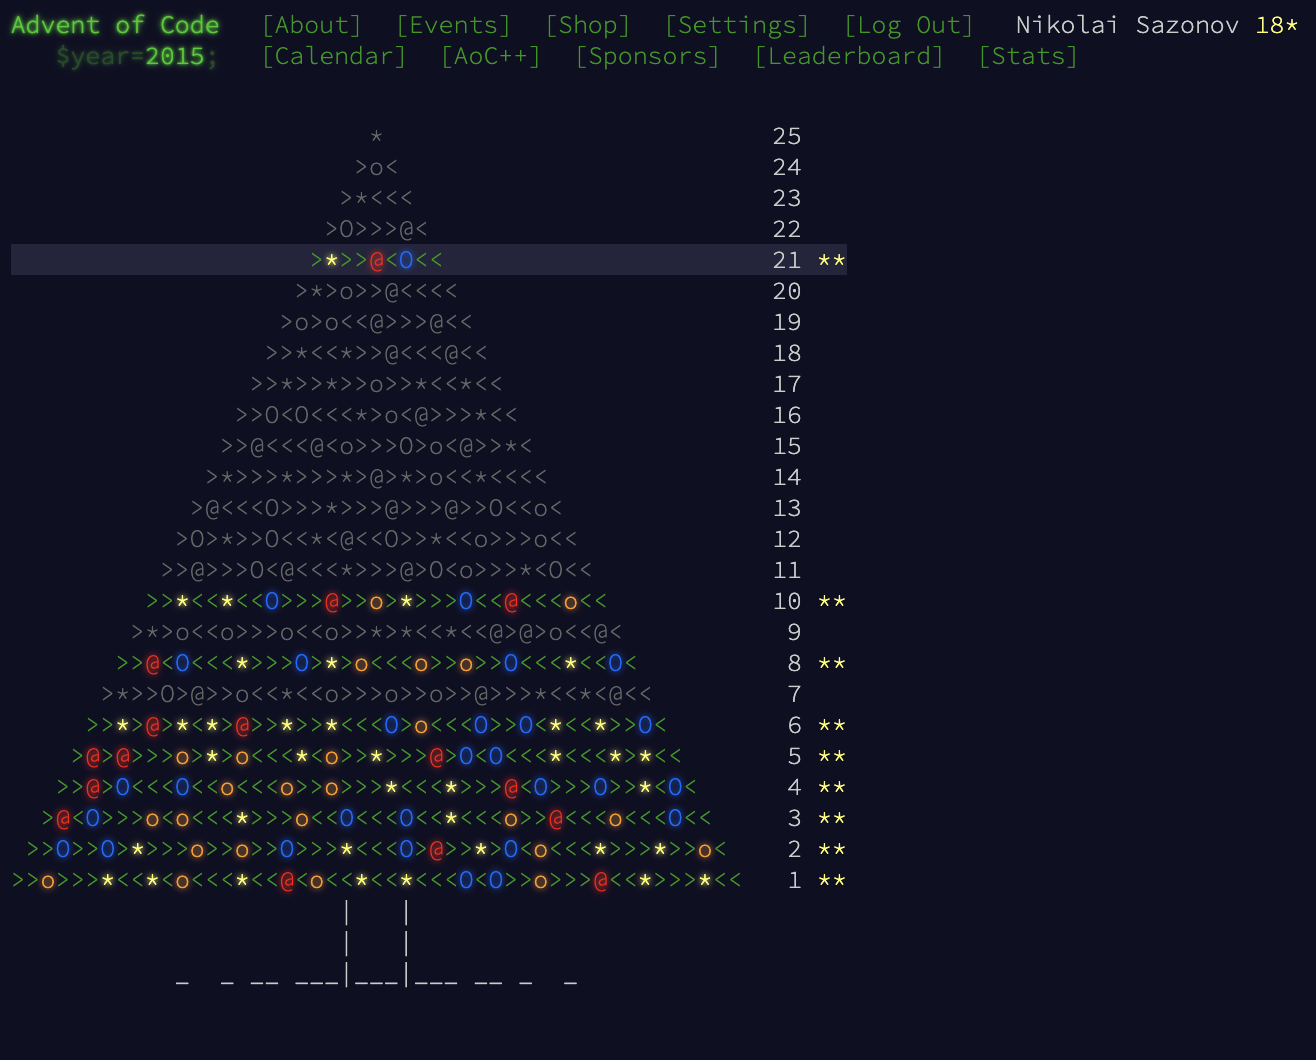 Advent of Code [About] [Events] [Shop] [Settings] [Log Out] Nikolai Sazonov 18*
$year=2015; [Calendar] [AoC++] [Sponsors] [Leaderboard] [Stats]
* 25
>o< 24
>*<<< 23
>O>>>@< 22
>*>>@<O<< 21 **
>*>o>>@<<<< 20
>o>o<<@>>>@<< 19
>>*<<*>>@<<<@<< 18
>>*>>*>>o>>*<<*<< 17
>>O<O<<<*>o<@>>>*<< 16
>>@<<<@<o>>>O>o<@>>*< 15
>*>>>*>>>*>@>*>o<<*<<<< 14
>@<<<O>>>*>>>@>>>@>>O<<o< 13
>O>*>>O<<*<@<<O>>*<<o>>>o<< 12
>>@>>>O<@<<<*>>>@>O<o>>>*<O<< 11
>>*<<*<<O>>>@>>o>*>>>O<<@<<<o<< 10 **
>*>o<<o>>>o<<o>>*>*<<*<<@>@>o<<@< 9
>>@<O<<<*>>>O>*>o<<<o>>o>>O<<<*<<O< 8 **
>*>>O>@>>o<<*<<o>>>o>>o>>@>>>*<<*<@<< 7
>>*>@>*>*>@>>*>>*<<<O>o<<<O>>O<*<<*>>O< 6 **
>@>@>>>o>*>o<<<*<o>>*>>>@>O<O<<<*<<<*>*<< 5 **
>>@>O<<<O<<o<<<o>>o>>>*<<<*>>>@<O>>>O>>*<O< 4 **
>@<O>>>o<o<<<*>>>o<<O<<<O<<*<<<o>>@<<<o<<<O<< 3 **
>>O>>O>*>>>o>>o>>O>>>*<<<O>@>>*>O<o<<<*>>>*>>o< 2 **
>>o>>>*<<*<o<<<*<<@<o<<*<<*<<<O<O>>o>>>@<<*>>>*<< 1 **
| |
| |
_ _ __ ___|___|___ __ _ _